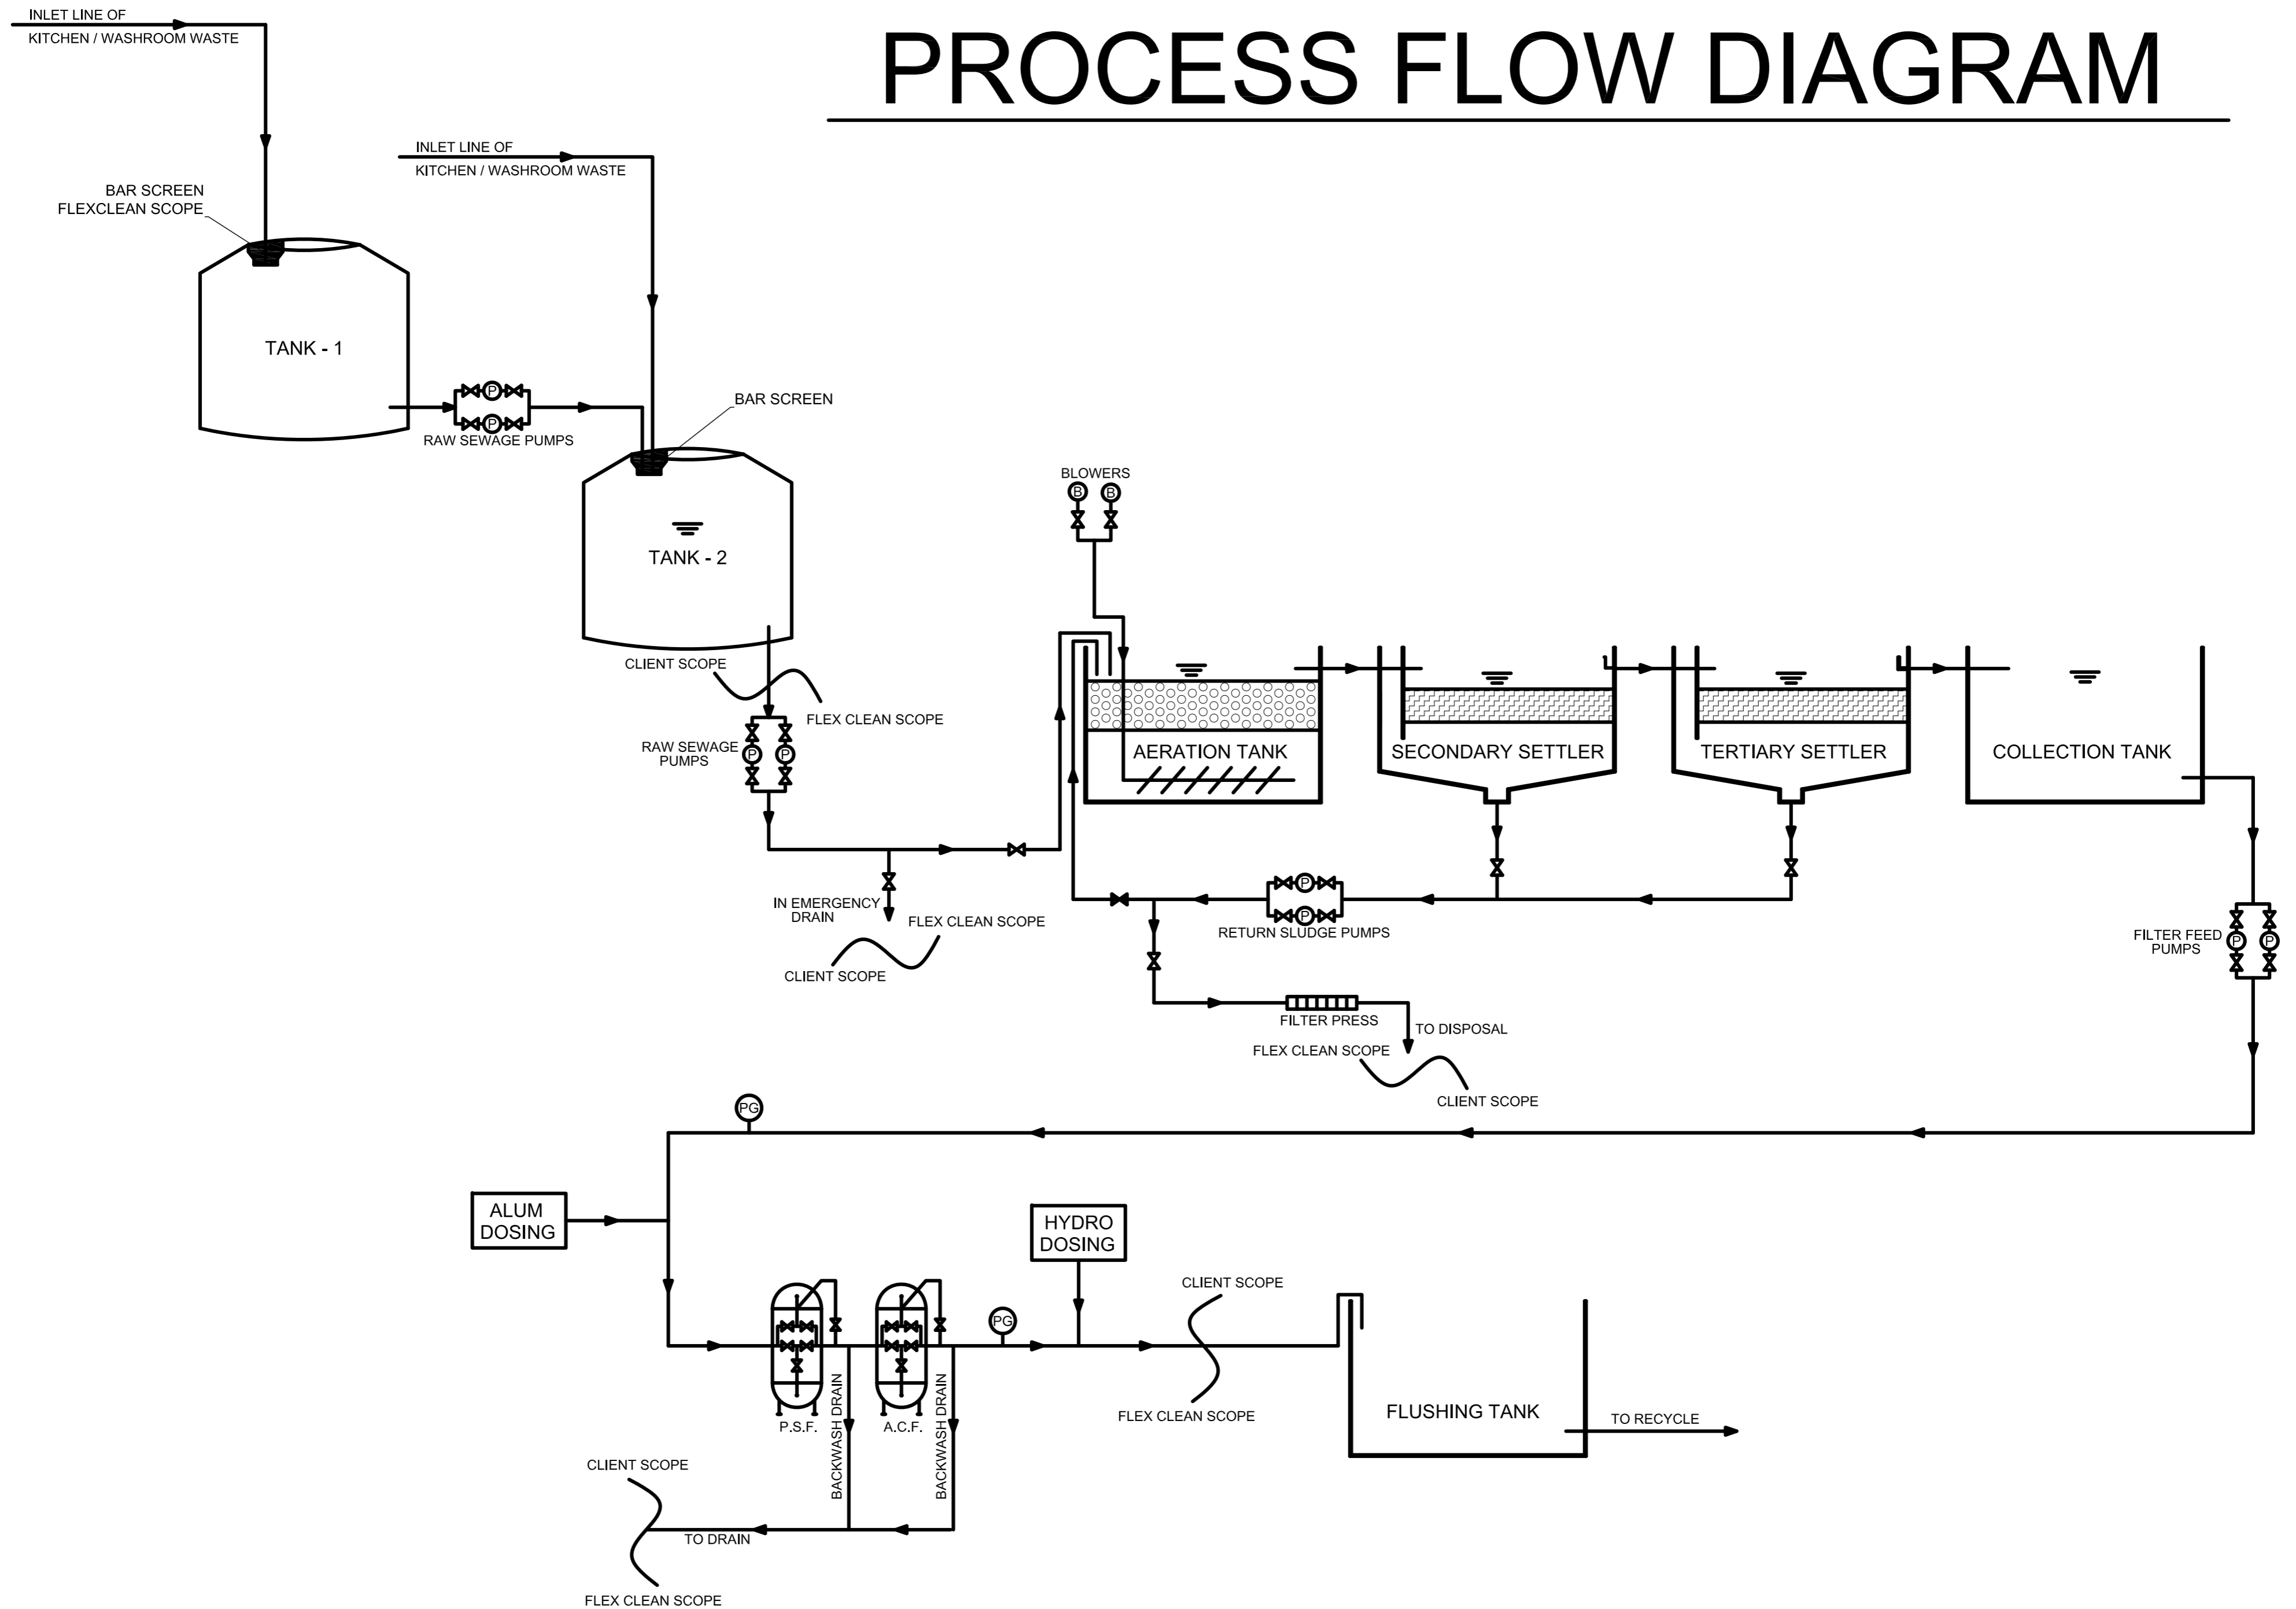 PROCESS FLOW DIAGRAM
INLET LINE OF
KITCHEN / WASHROOM WASTE
INLET LINE OF
KITCHEN / WASHROOM WASTE
BAR SCREEN
FLEXCLEAN SCOPE
TANK - 1
P
P
RAW SEWAGE PUMPS
BAR SCREEN
TANK - 2
CLIENT SCOPE
FLEX CLEAN SCOPE
RAW SEWAGE
PUMPS
P
P
BLOWERS
B
B
AERATION TANK
SECONDARY SETTLER
TERTIARY SETTLER
COLLECTION TANK
IN EMERGENCY
DRAIN
FLEX CLEAN SCOPE
CLIENT SCOPE
P
P
RETURN SLUDGE PUMPS
FILTER FEED
PUMPS
P
P
FILTER PRESS
TO DISPOSAL
FLEX CLEAN SCOPE
CLIENT SCOPE
PG
ALUM
DOSING
HYDRO
DOSING
CLIENT SCOPE
PG
P.S.F.
A.C.F.
BACKWASH DRAIN
BACKWASH DRAIN
FLEX CLEAN SCOPE
FLUSHING TANK
TO RECYCLE
CLIENT SCOPE
TO DRAIN
FLEX CLEAN SCOPE